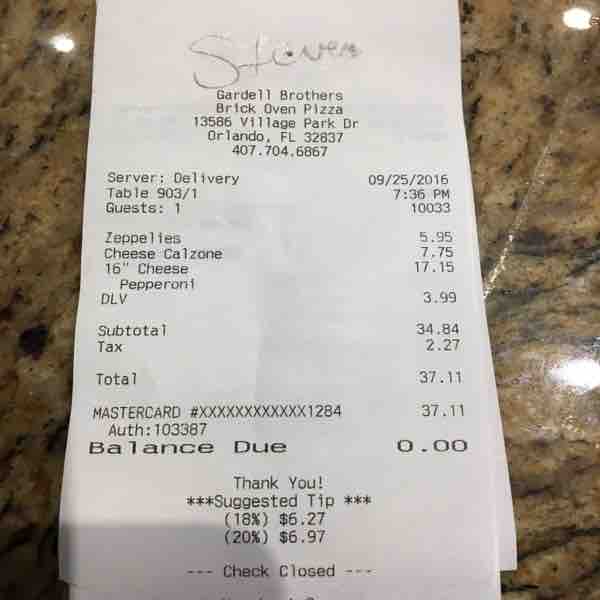 Steven
Gardell Brothers
Brick Oven Pizza
13586 Village Park Dr
Orlando, FL 32837
407.704.6867
Server: Delivery 09/25/2016
Table 903/1 7:36 PM
Guests: 1 10033
Zeppelies 5.95
Cheese Calzone 7.75
16" Cheese 17.15
Pepperoni
DLV 3.99
Subtotal 34.84
Tax 2.27
Total 37.11
MASTERCARD #XXXXXXXXXXXX1284 37.11
Auth:103387
Balance Due 0.00
Thank You!
***Suggested Tip ***
(18%) $6.27
(20%) $6.97
--- Check Closed ---